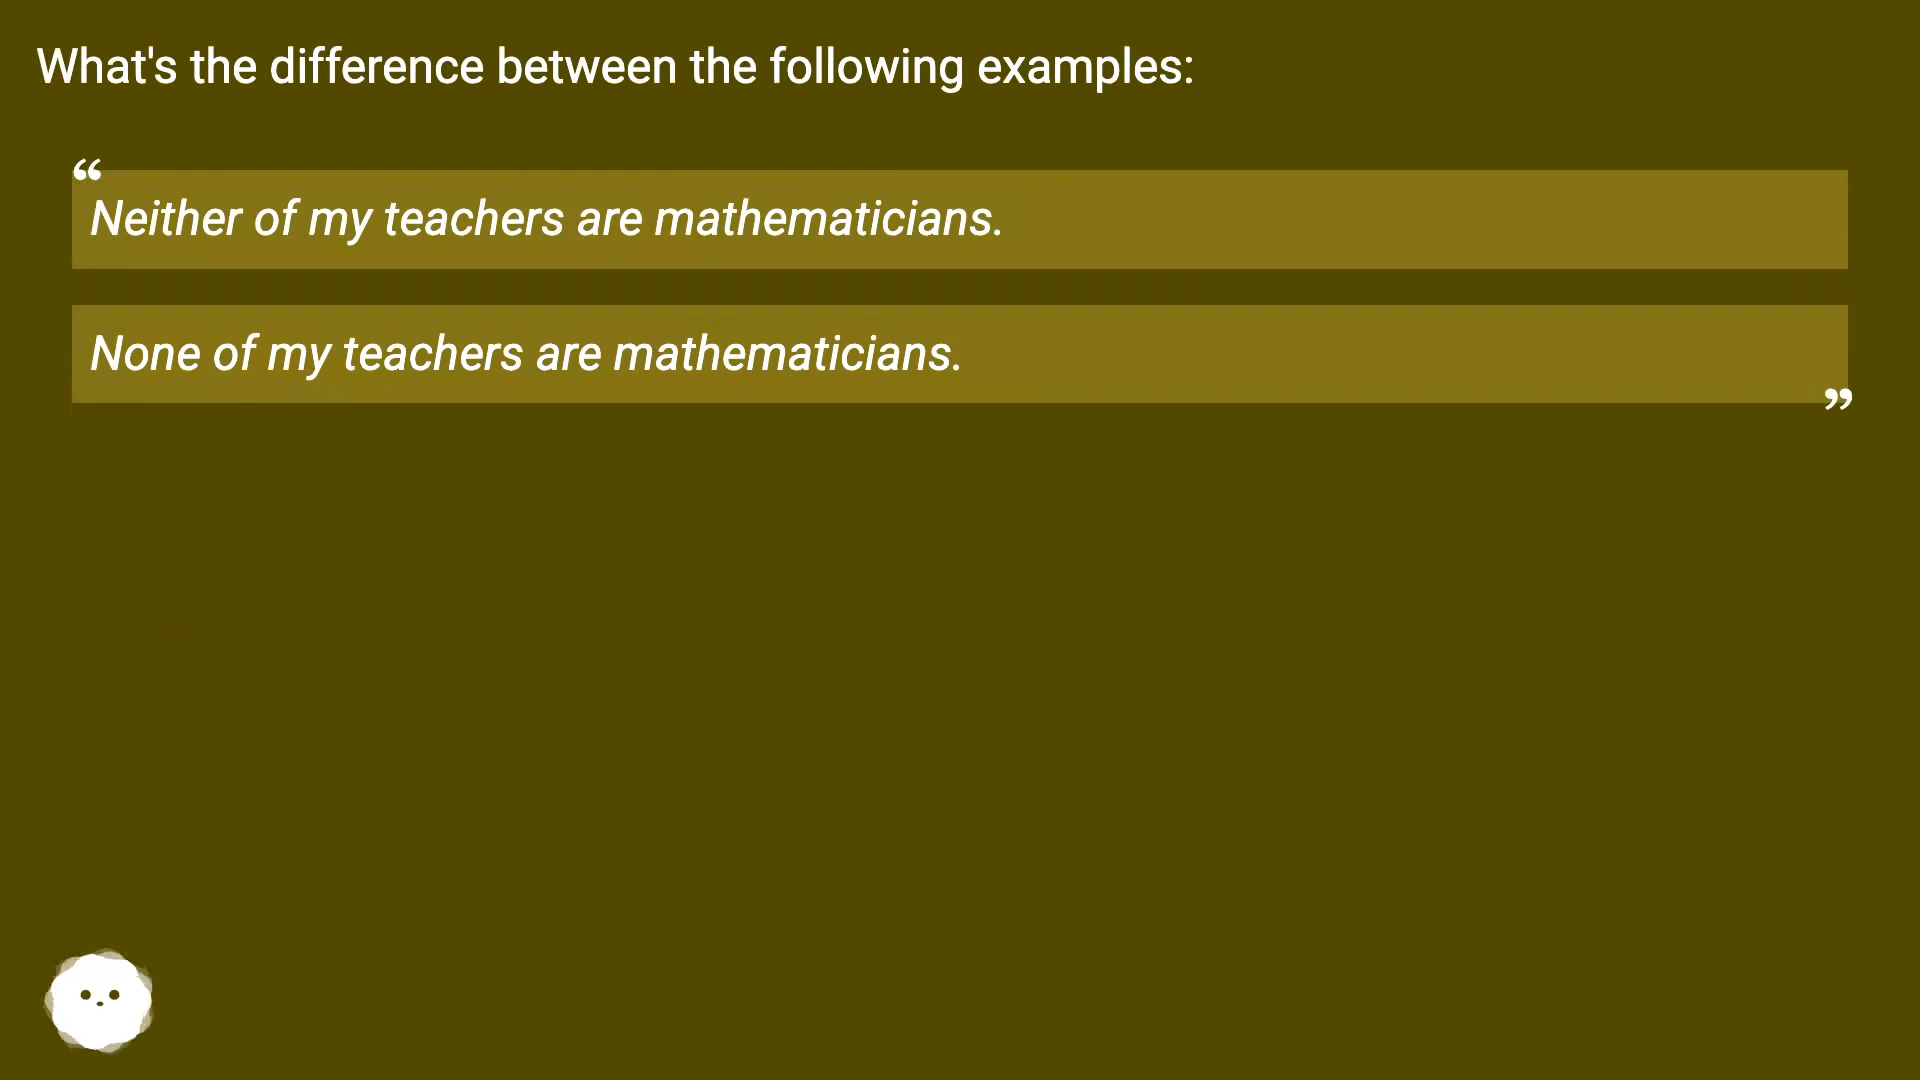 What's the difference between the following examples:
“
Neither of my teachers are mathematicians.
None of my teachers are mathematicians.
”